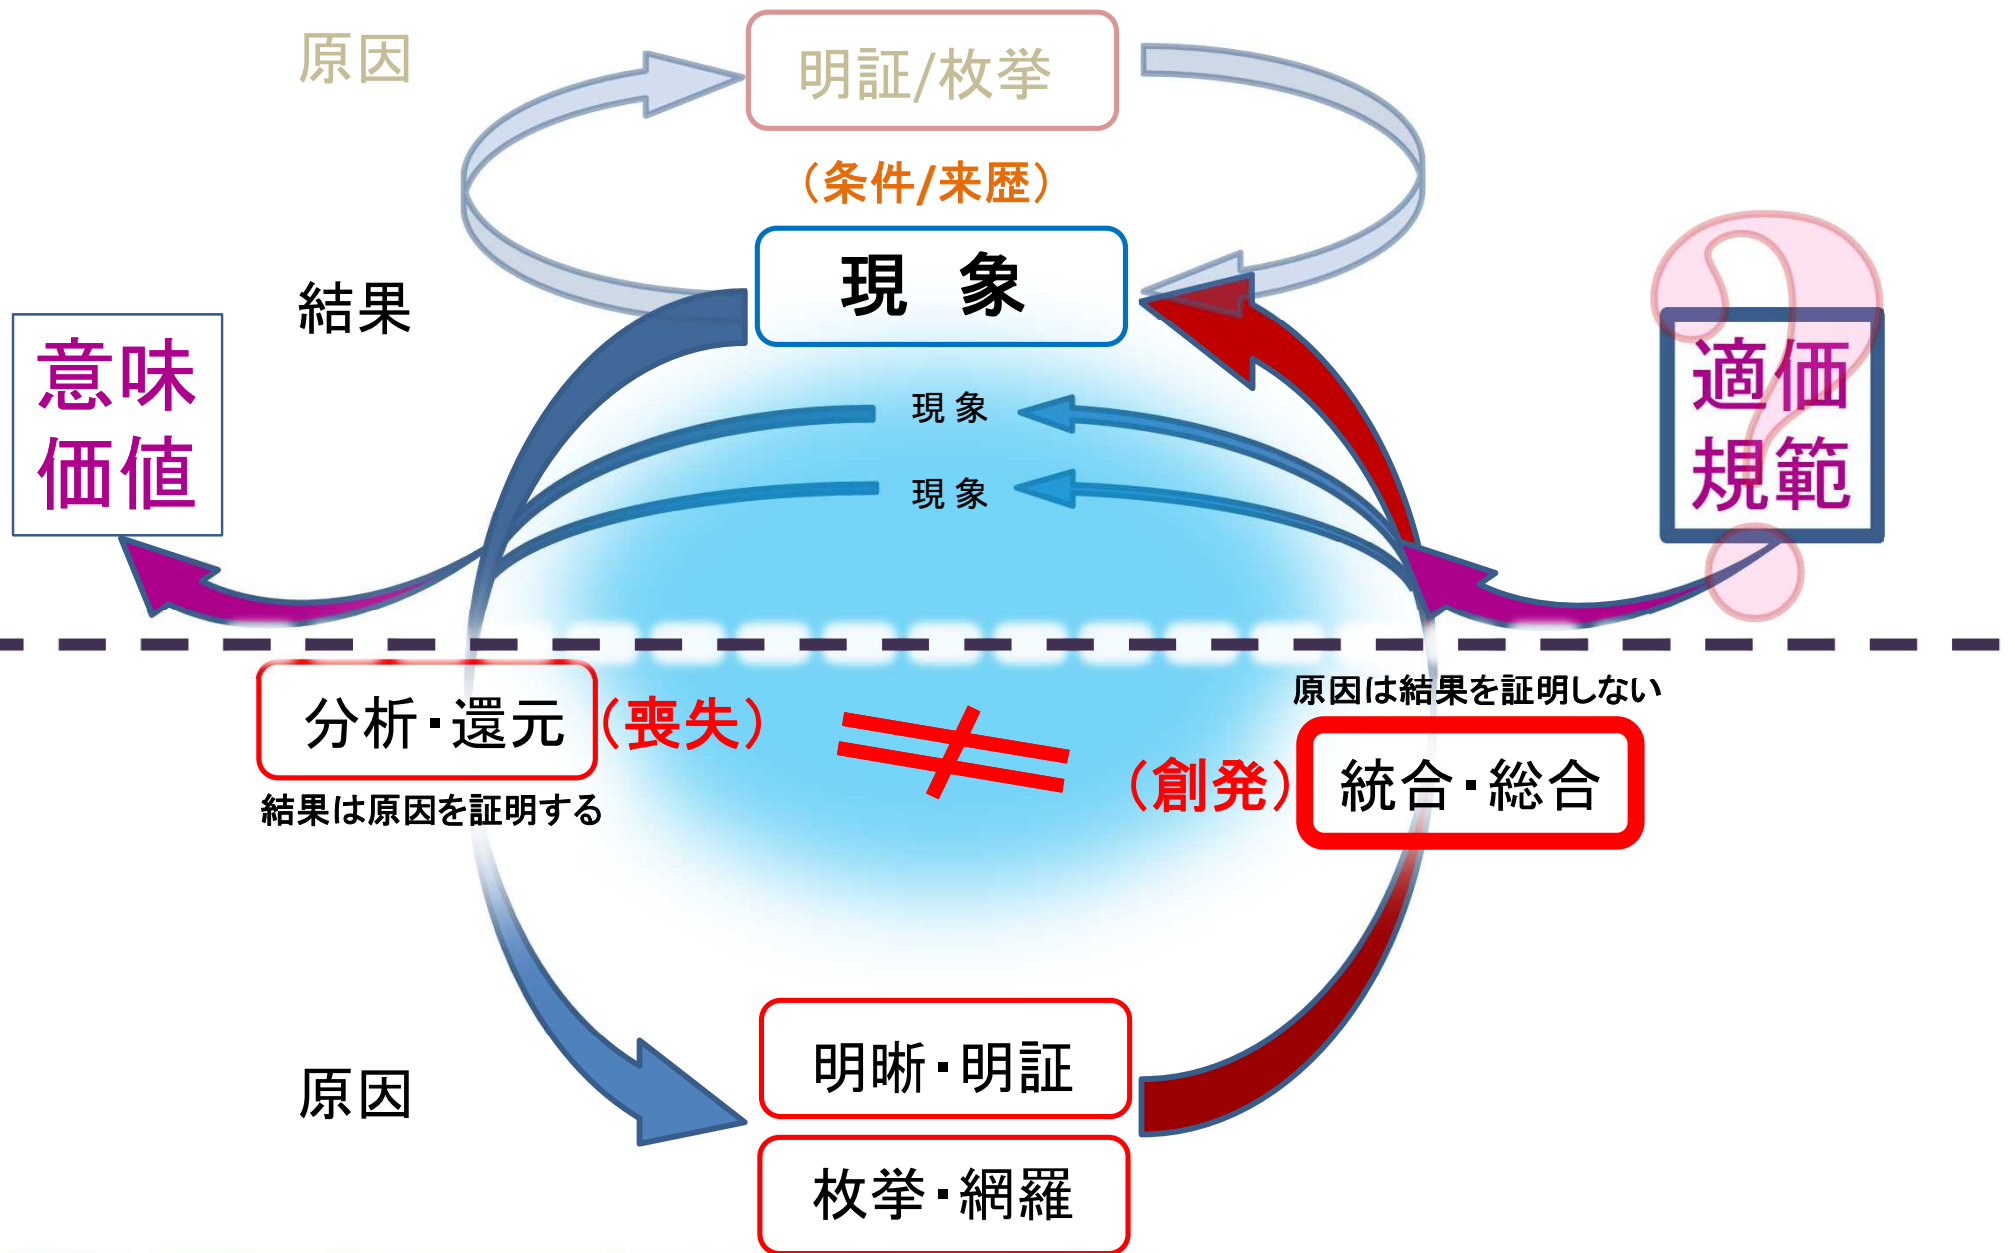 原因
明証/枚挙
（条件/来歴）
現 象
結果
意味
価値
適価
規範
?
現 象
現 象
原因は結果を証明しない
分析・還元
（喪失）
≠
（創発）
統合・総合
結果は原因を証明する
明晰・明証
原因
枚挙・網羅